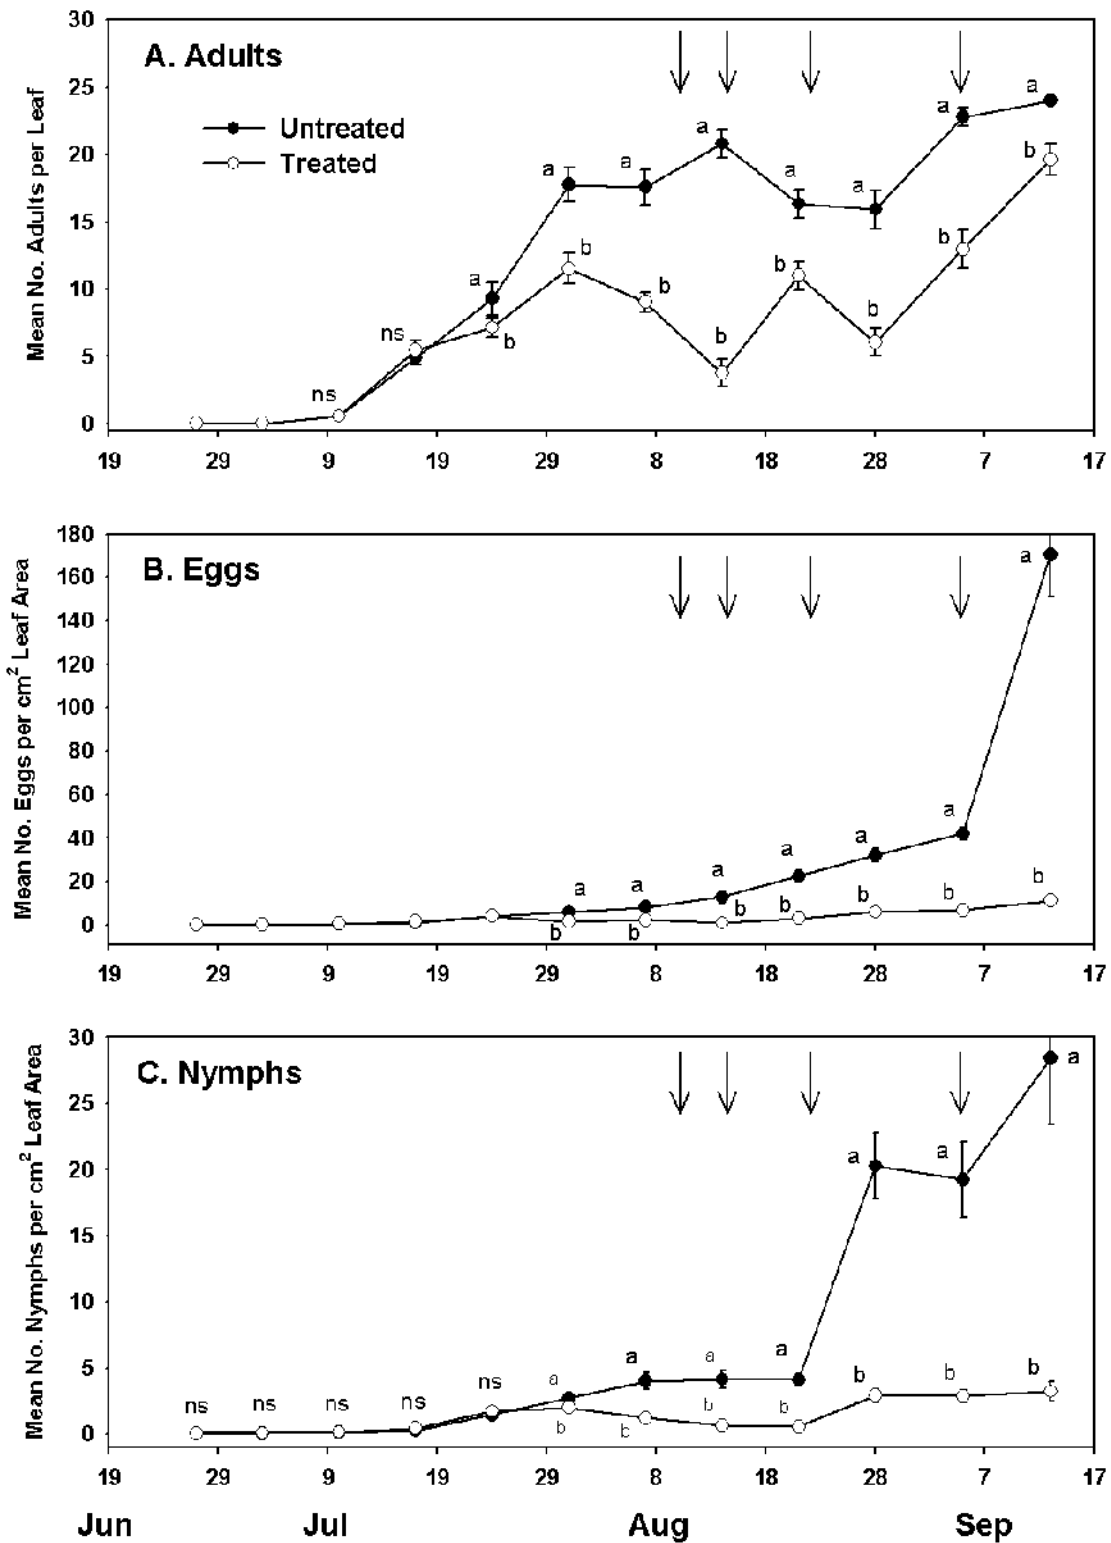 A. Adults
Untreated
Treated
Mean No. Adults per Leaf
30
25
20
15
10
5
0
ns
ns
a
b
a
b
a
b
a
b
a
b
a
b
a
b
a
b
19 29 9 19 29 8 18 28 7 17
B. Eggs
Mean No. Eggs per cm² Leaf Area
180
160
140
120
100
80
60
40
20
0
a
b
a
b
a
b
a
b
a
b
a
b
a
b
19 29 9 19 29 8 18 28 7 17
C. Nymphs
Mean No. Nymphs per cm² Leaf Area
30
25
20
15
10
5
0
ns
ns
ns
ns
ns
a
b
a
b
a
b
a
b
a
b
a
b
a
b
19 29 9 19 29 8 18 28 7 17
Jun Jul Aug Sep